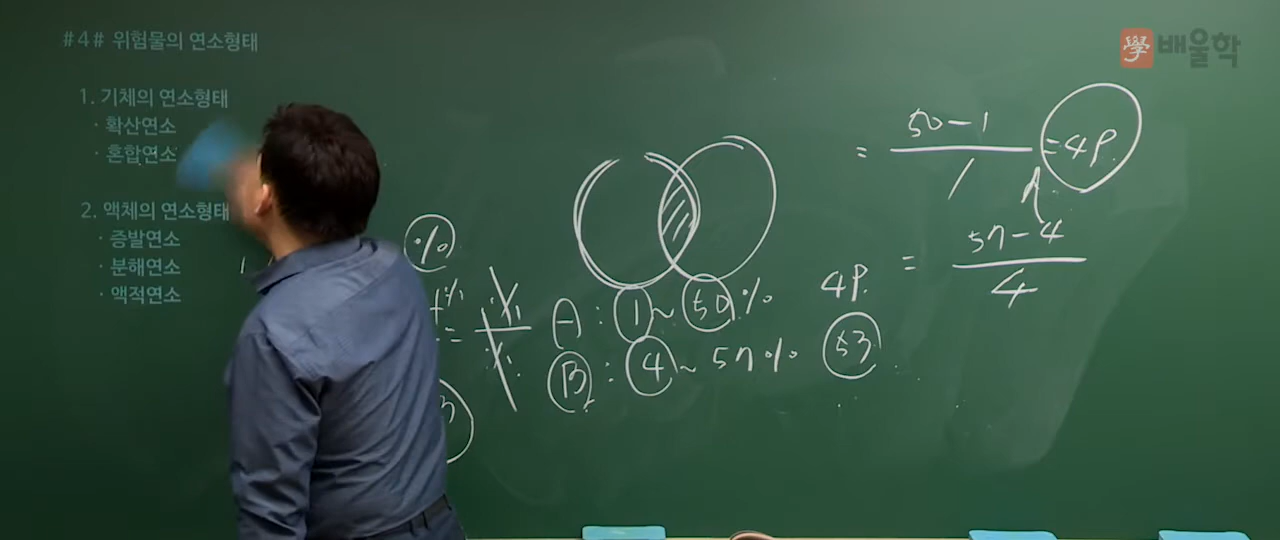 #4# 위험물의 연소형태
學 배울학
1. 기체의 연소형태
· 확산연소
· 혼합연소
2. 액체의 연소형태
· 증발연소
· 분해연소
· 액적연소
%
A : 1 ~ 50% 4P.
B : 4 ~ 57% 53
= 50-1 / 1 = 49.
= 57-4 / 4